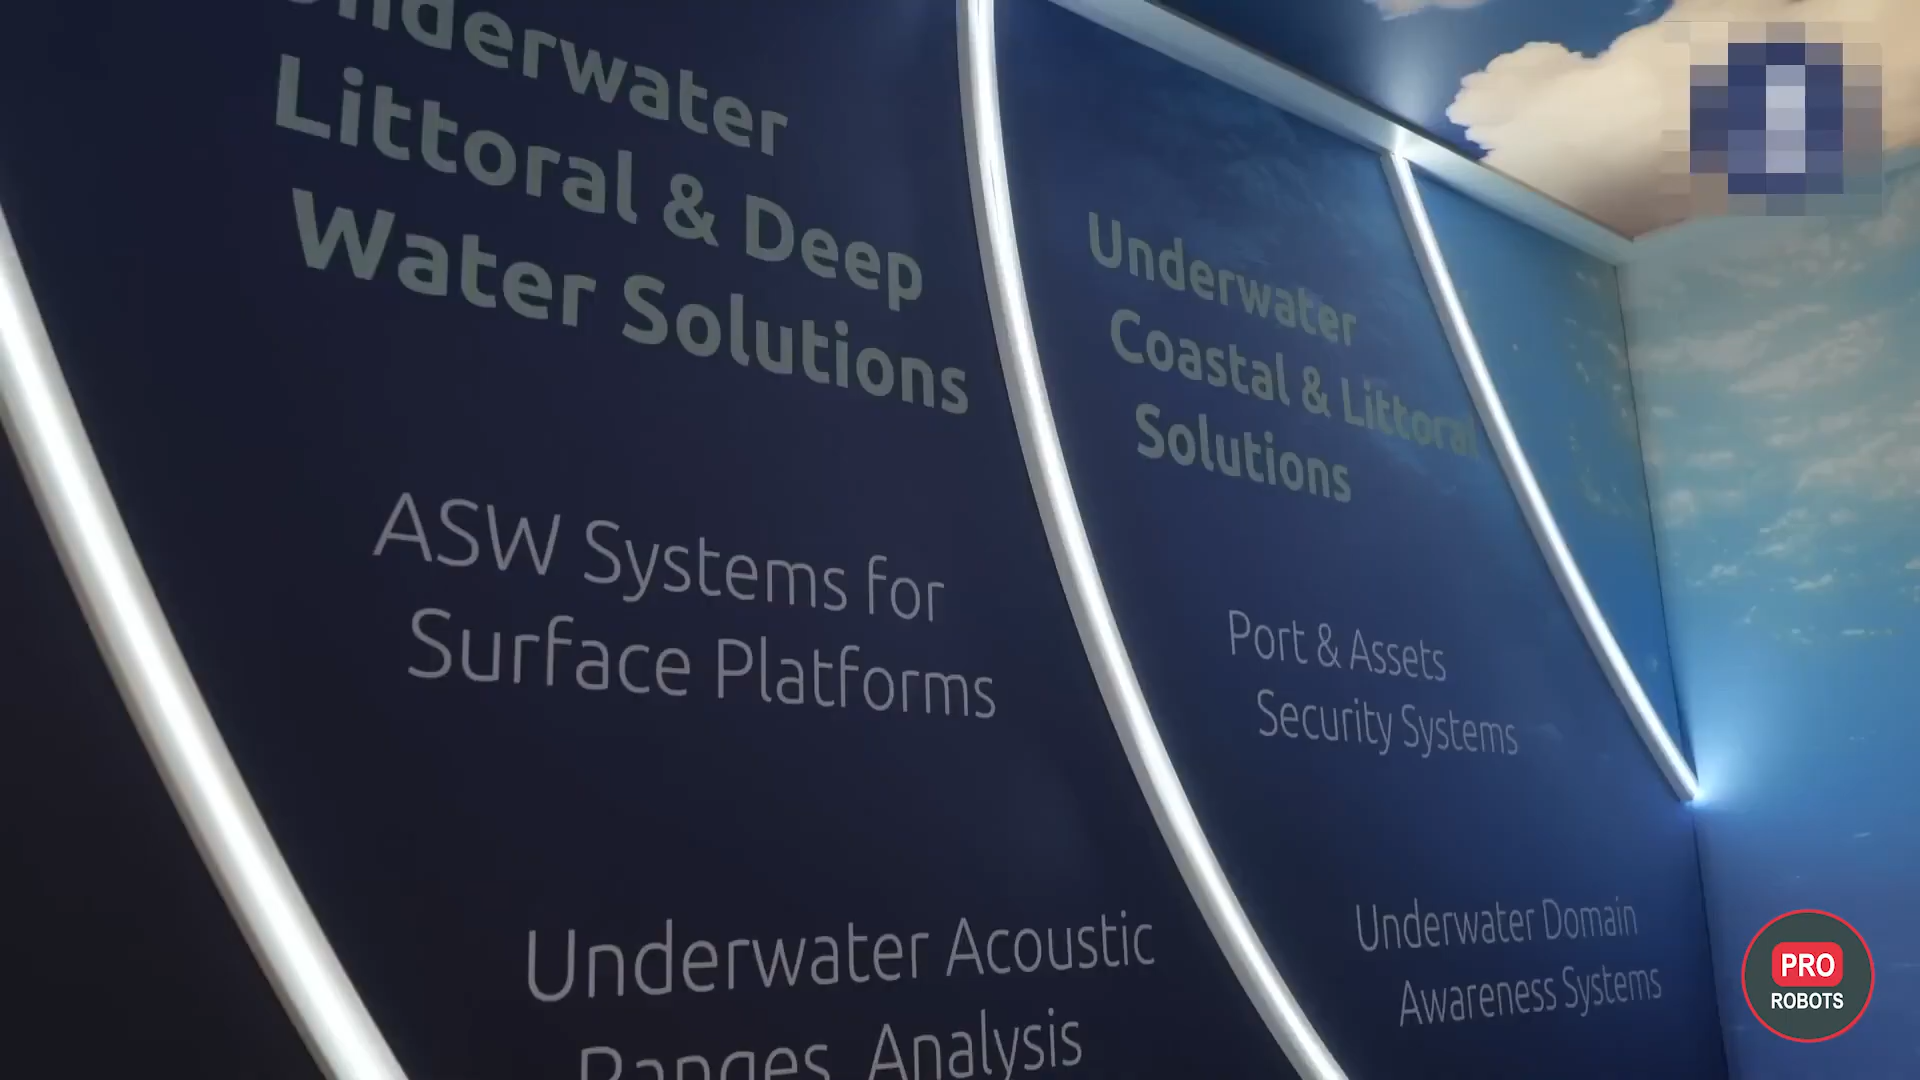 Underwater
Littoral & Deep
Water Solutions
ASW Systems for
Surface Platforms
Underwater Acoustic
Ranges, Analysis
Underwater
Coastal & Littoral
Solutions
Port & Assets
Security Systems
Underwater Domain
Awareness Systems
PRO
ROBOTS